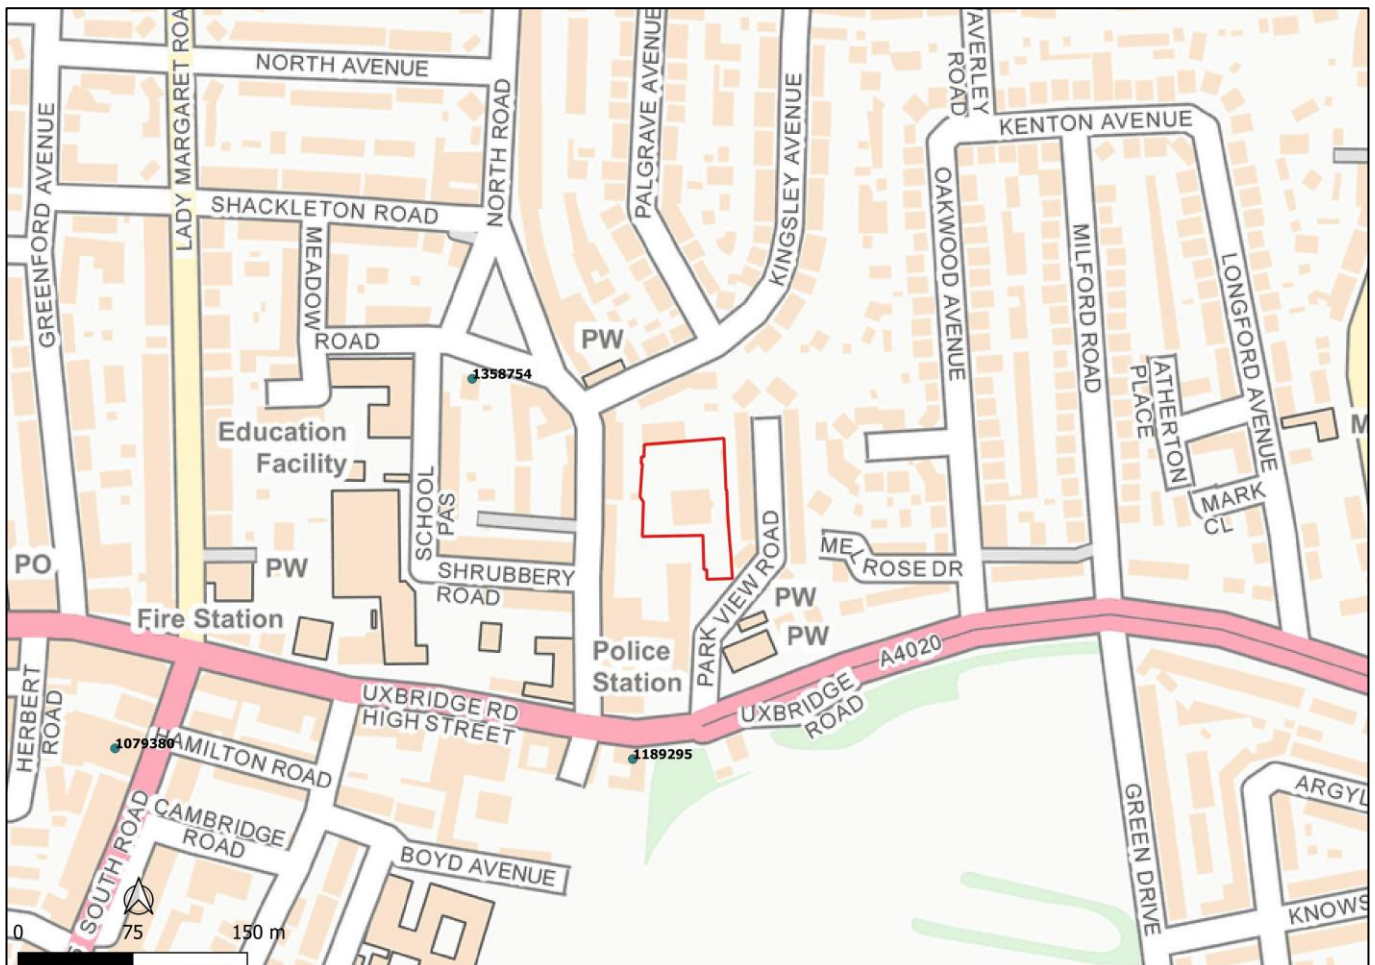 NORTH AVENUE
LADY MARGARET ROA
GREENFORD AVENUE
NORTH ROAD
PALGRAVE AVENUE
KINGSLEY AVENUE
AVERLEY
ROAD
KENTON AVENUE
SHACKLETON ROAD
MEADOW
ROAD
OAKWOOD AVENUE
MILFORD ROAD
LONGFORD AVENUE
PW
1358754
ATHERTON
PLACE
Education
Facility
M
SCHOOL
PAS
MARK
CL
PO
PW
SHRUBBERY
ROAD
PARK VIEW ROAD
MELROSE DR
PW
PW
Fire Station
Police
Station
A4020
UXBRIDGE RD
HIGH STREET
UXBRIDGE
ROAD
HERBERT
ROAD
1079380
HAMILTON ROAD
1189295
SOUTH ROAD
CAMBRIDGE
ROAD
BOYD AVENUE
GREEN DRIVE
ARGYL
KNOWS
0 75 150 m